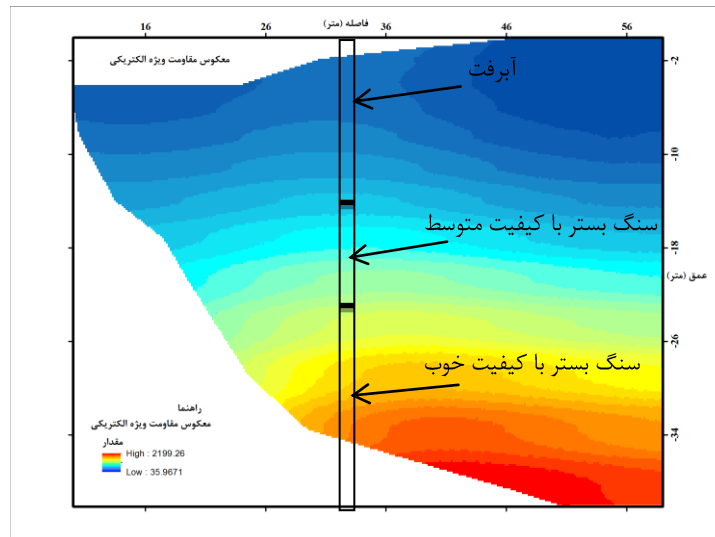 فاصله (متر)
16 26 36 46 56
معکوس مقاومت ویژه الکتریکی
آبرفت
سنگ بستر با کیفیت متوسط
سنگ بستر با کیفیت خوب
-2
-10
-18
عمق (متر)
-26
-34
راهنما
معکوس مقاومت ویژه الکتریکی
مقدار
High : 2199.26
Low : 35.9671